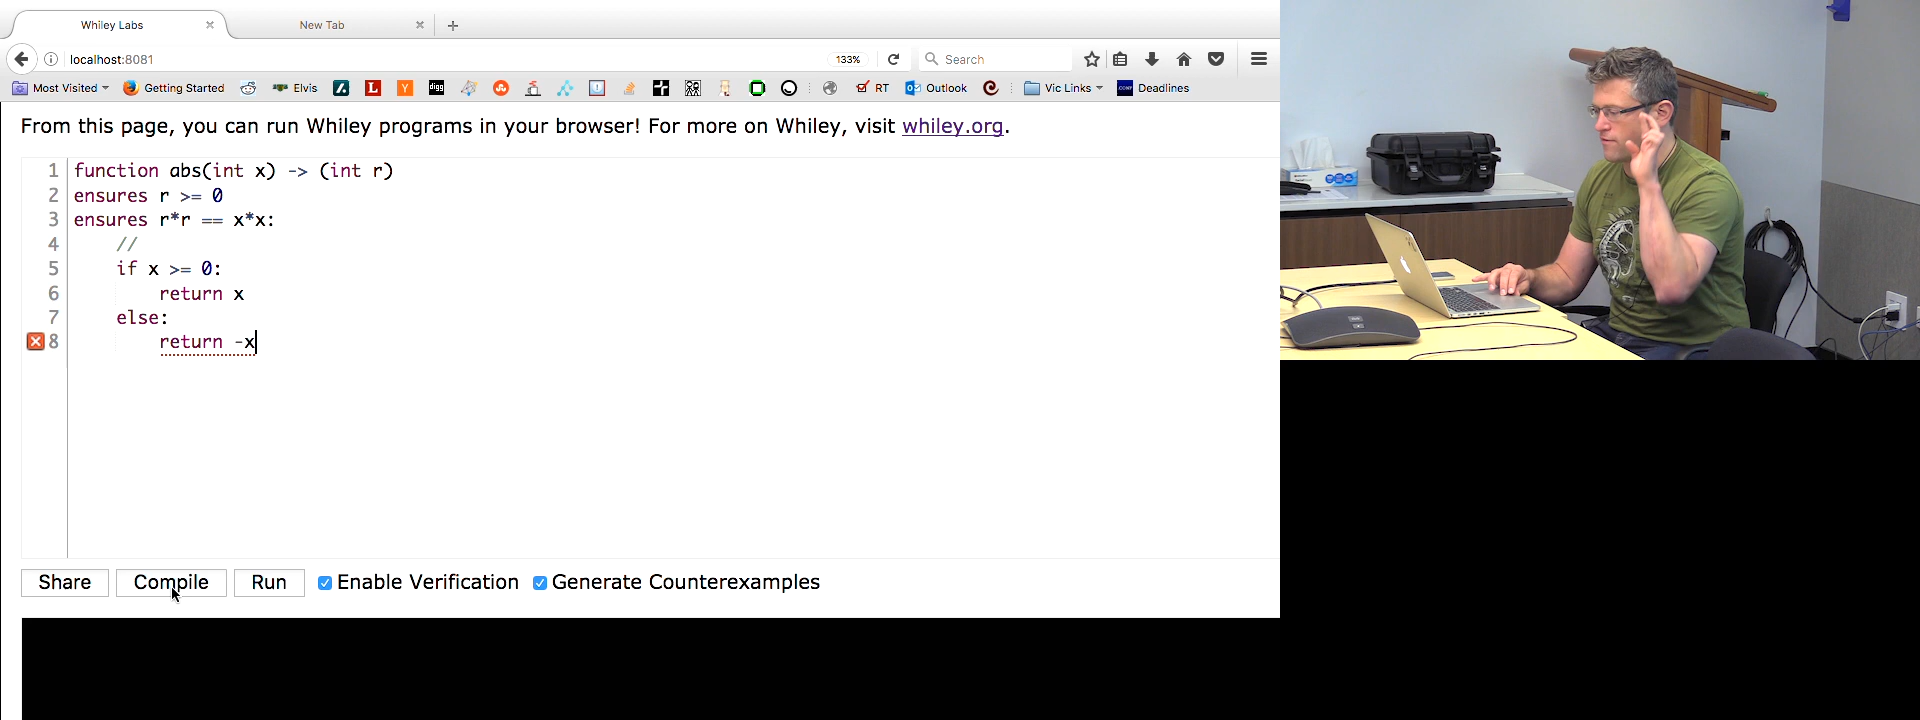 Whiley Labs
New Tab
localhost:8081
133%
Search
Most Visited
Getting Started
Elvis
digg
RT
Outlook
Vic Links
Deadlines
From this page, you can run Whiley programs in your browser! For more on Whiley, visit whiley.org.
1 function abs(int x) -> (int r)
2 ensures r >= 0
3 ensures r*r == x*x:
4 //
5 if x >= 0:
6 return x
7 else:
8 return -x
Share
Compile
Run
Enable Verification
Generate Counterexamples